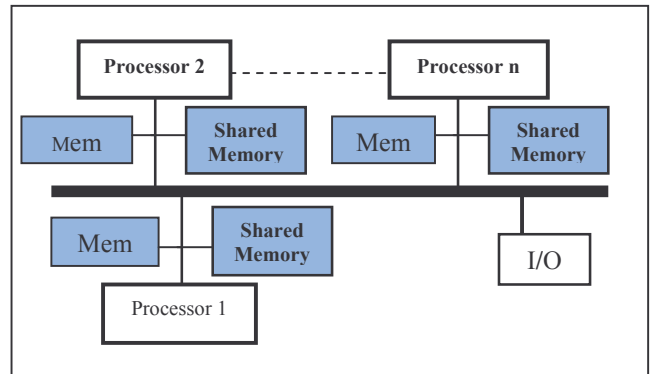 Processor 2
Processor n
Mem
Shared
Memory
Mem
Shared
Memory
Mem
Shared
Memory
I/O
Processor 1